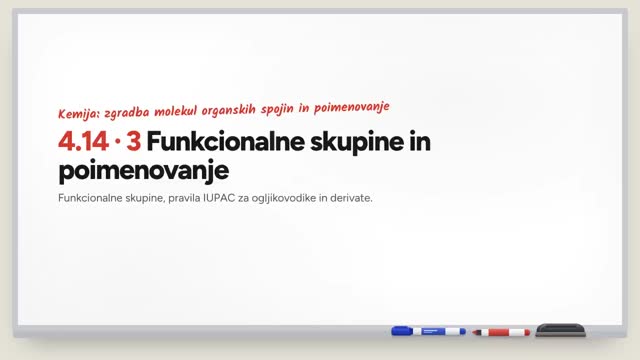 Kemija: zgradba molekul organskih spojin in poimenovanje
4.14 · 3 Funkcionalne skupine in
poimenovanje
Funkcionalne skupine, pravila IUPAC za ogljikovodike in derivate.